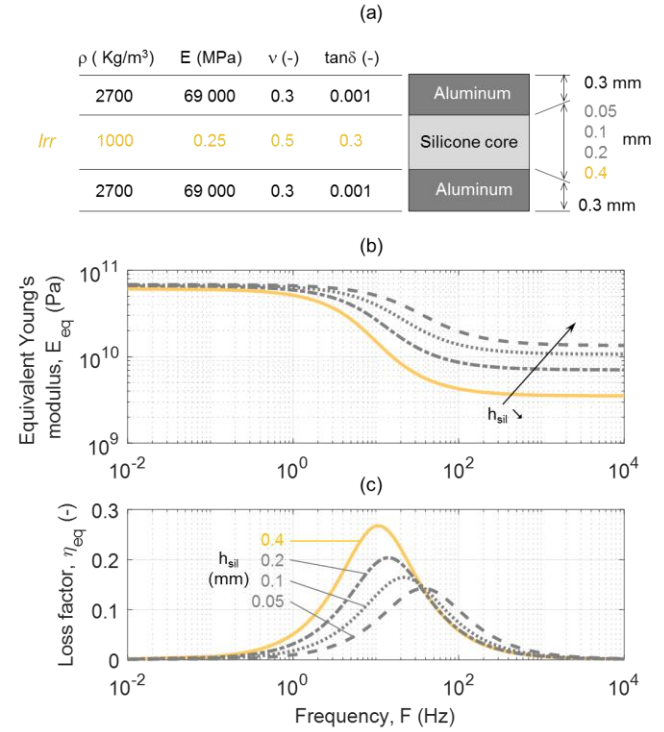 (a)
ρ ( Kg/m³) E (MPa) ν (-) tanδ (-)
2700 69 000 0.3 0.001 Aluminum 0.3 mm
0.05
0.1
Irr 1000 0.25 0.5 0.3 Silicone core mm
0.2
0.4
2700 69 000 0.3 0.001 Aluminum 0.3 mm
(b)
Equivalent Young's
modulus, E_eq (Pa)
10¹¹
10¹⁰
10⁹
h_sil ↘
10⁻² 10⁰ 10² 10⁴
(c)
Loss factor, η_eq (-)
0.3
0.2
0.1
0
h_sil
(mm)
0.4
0.2
0.1
0.05
10⁻² 10⁰ 10² 10⁴
Frequency, F (Hz)